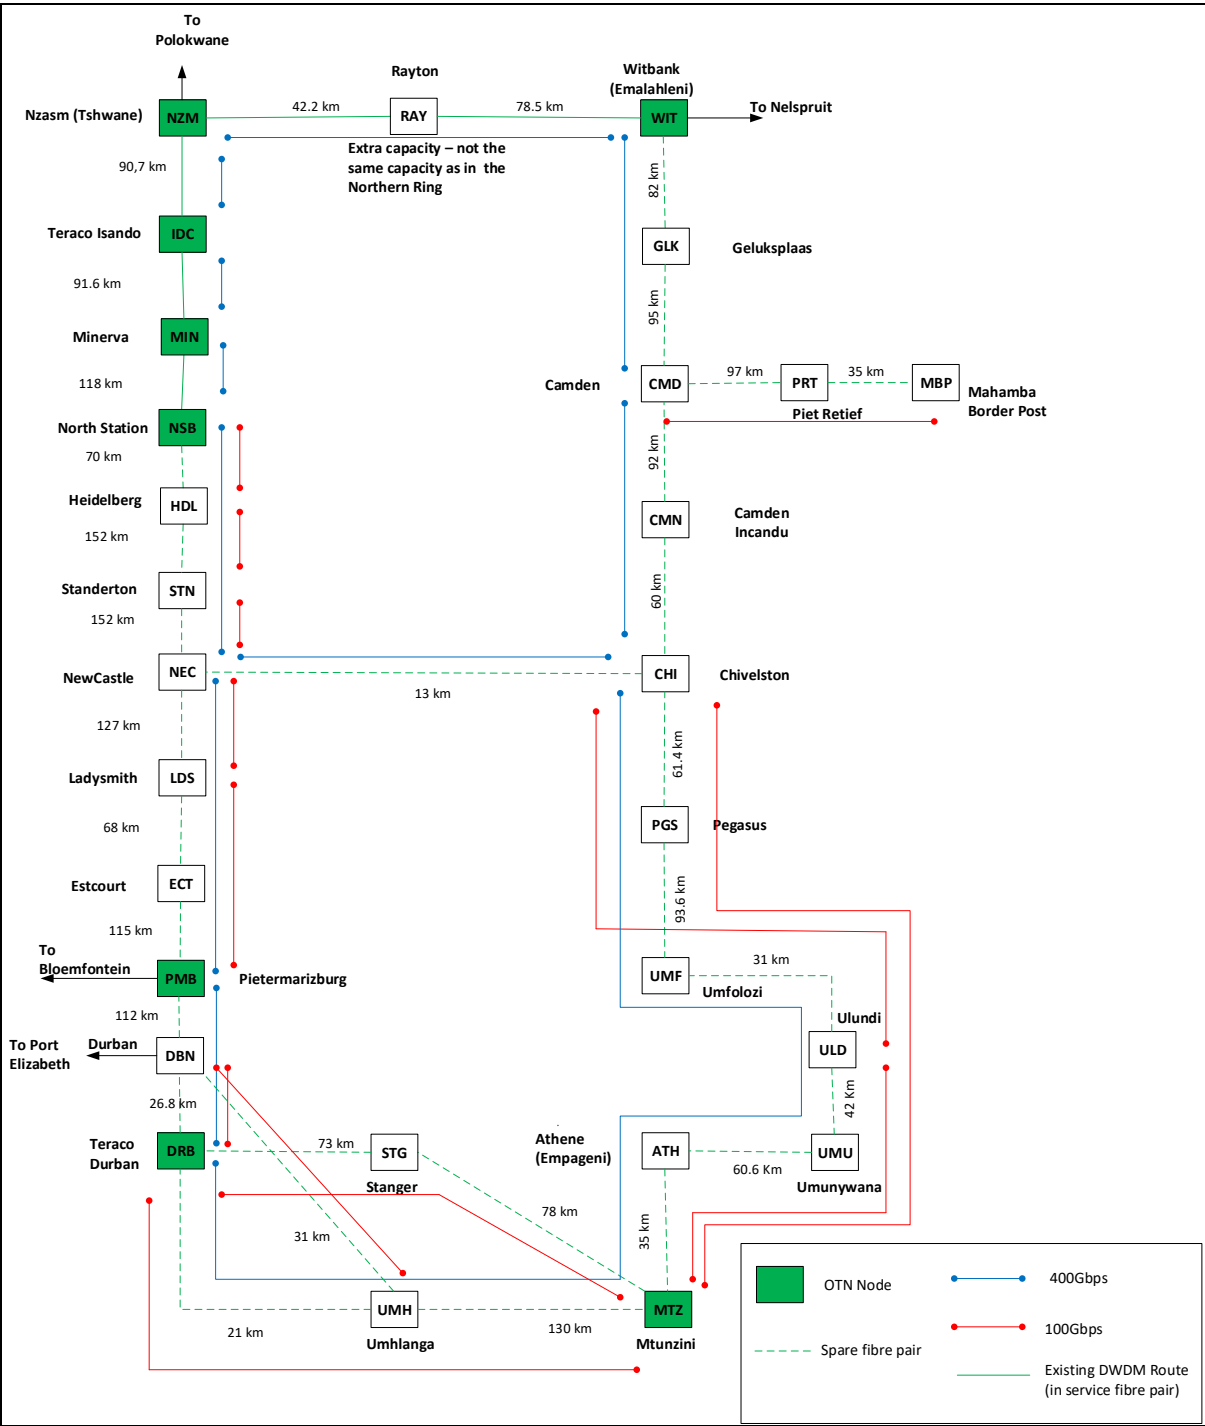 To
Polokwane
Rayton
Witbank
(Emalahleni)
Nzasm (Tshwane)
NZM
42.2 km
RAY
78.5 km
WIT
To Nelspruit
Extra capacity – not the
same capacity as in the
Northern Ring
90,7 km
82 km
Teraco Isando
IDC
GLK
Geluksplaas
91.6 km
95 km
Minerva
MIN
118 km
Camden
CMD
97 km
PRT
35 km
MBP
Mahamba
Border Post
Piet Retief
North Station
NSB
70 km
92 km
Heidelberg
HDL
CMN
Camden
Incandu
152 km
Standerton
STN
60 km
152 km
NewCastle
NEC
13 km
CHI
Chivelston
127 km
61.4 km
Ladysmith
LDS
68 km
PGS
Pegasus
Estcourt
ECT
93.6 km
115 km
To
Bloemfontein
PMB
Pietermarizburg
UMF
31 km
Umfolozi
112 km
Ulundi
To Port
Elizabeth
Durban
DBN
ULD
26.8 km
42 Km
Teraco
Durban
DRB
73 km
STG
Stanger
Athene
(Empageni)
ATH
60.6 Km
UMU
Umunywana
78 km
31 km
35 km
UMH
Umhlanga
21 km
130 km
MTZ
Mtunzini
OTN Node
400Gbps
100Gbps
Spare fibre pair
Existing DWDM Route
(in service fibre pair)